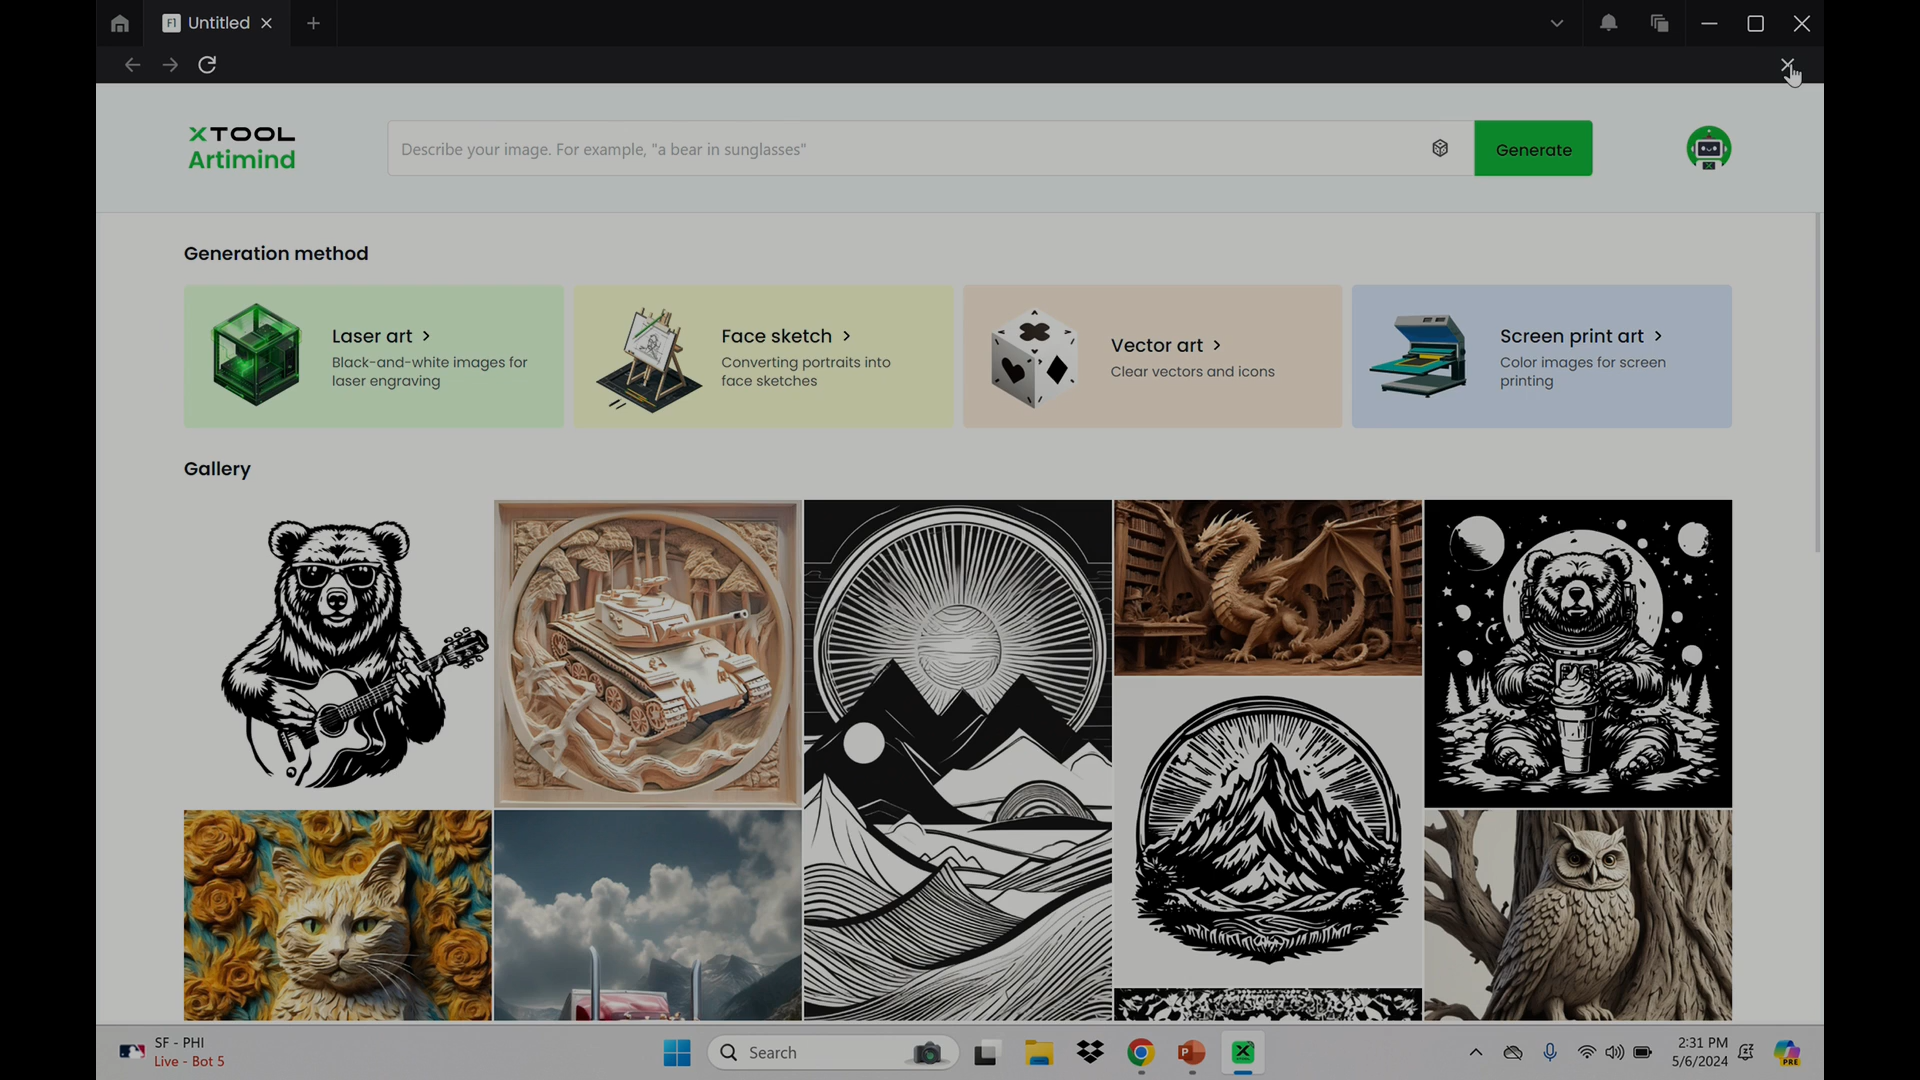 F1 Untitled
XTOOL
Artimind
Describe your image. For example, "a bear in sunglasses"
Generate
Generation method
Laser art >
Black-and-white images for
laser engraving
Face sketch >
Converting portraits into
face sketches
Vector art >
Clear vectors and icons
Screen print art >
Color images for screen
printing
Gallery
SF - PHI
Live - Bot 5
Search
2:31 PM
5/6/2024
PRE